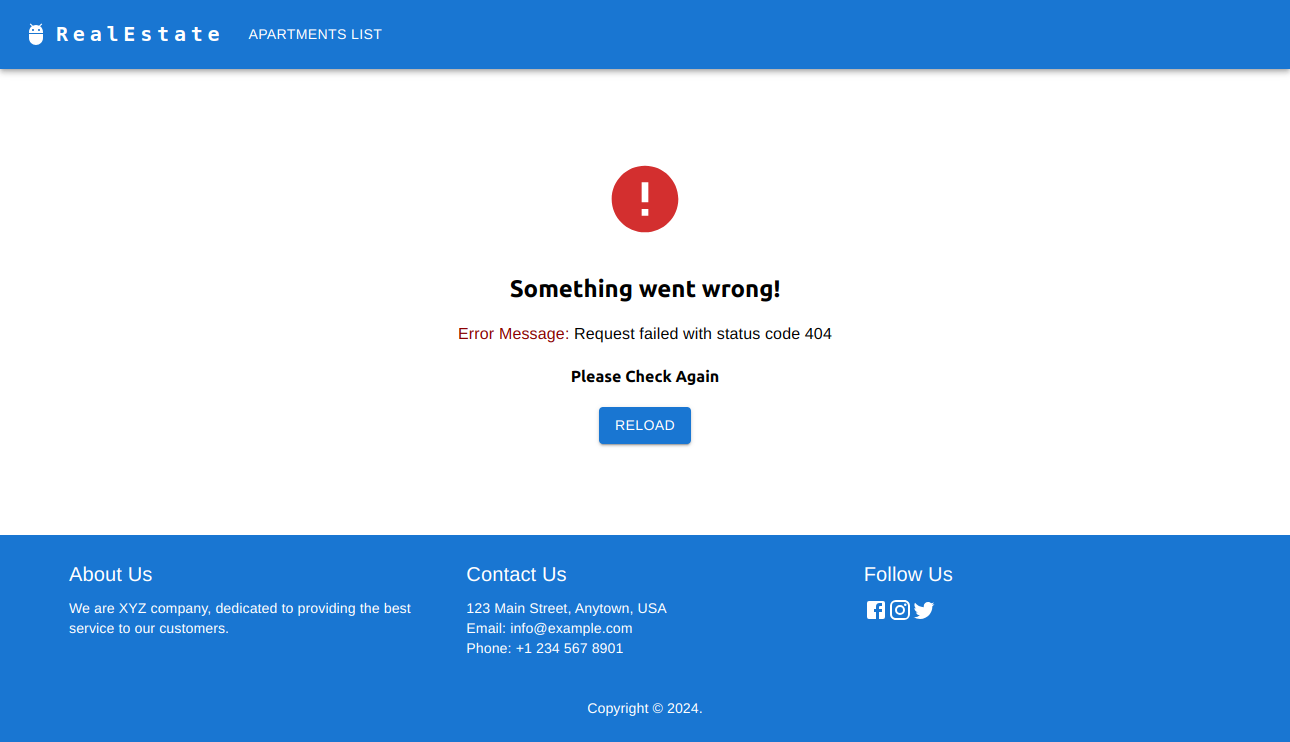 RealEstate APARTMENTS LIST
Something went wrong!
Error Message: Request failed with status code 404
Please Check Again
RELOAD
About Us
We are XYZ company, dedicated to providing the best
service to our customers.
Contact Us
123 Main Street, Anytown, USA
Email: info@example.com
Phone: +1 234 567 8901
Follow Us
Copyright © 2024.